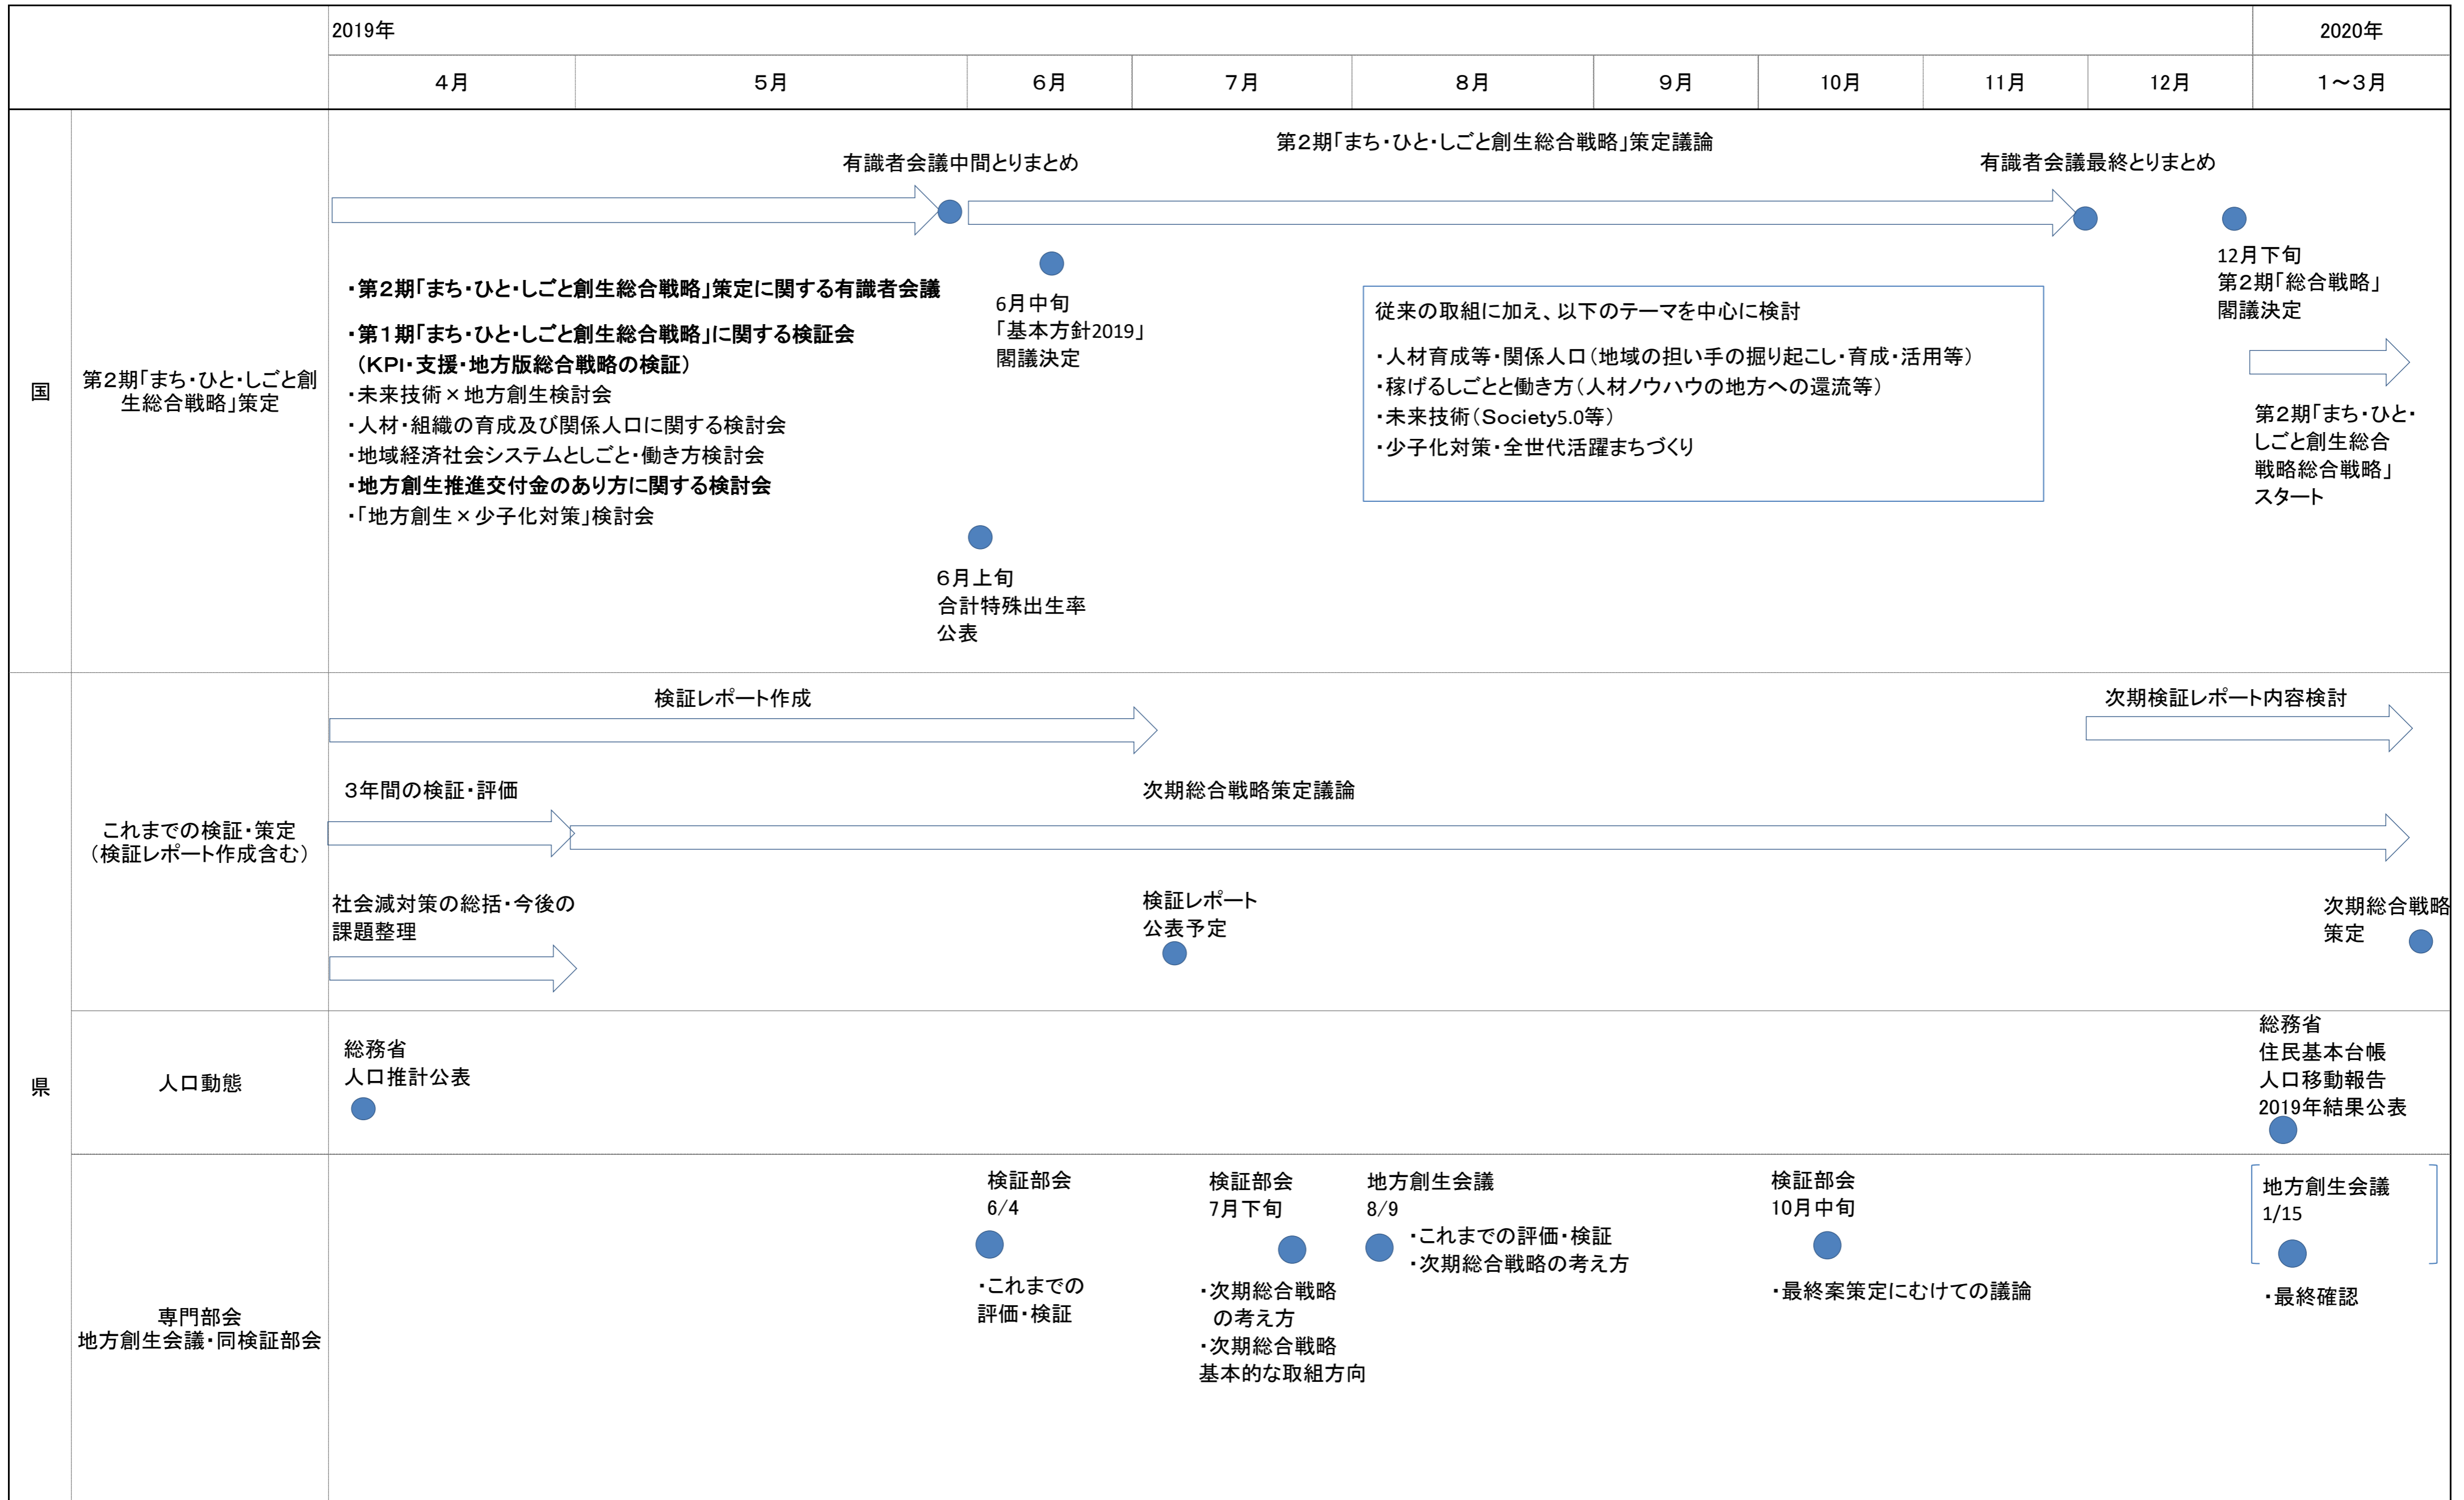 2019年
2020年
４月
５月
６月
７月
８月
９月
10月
11月
12月
１～３月
国
第２期「まち・ひと・しごと創
生総合戦略」策定
有識者会議中間とりまとめ
第２期「まち・ひと・しごと創生総合戦略」策定議論
有識者会議最終とりまとめ
・第２期「まち・ひと・しごと創生総合戦略」策定に関する有識者会議
・第１期「まち・ひと・しごと創生総合戦略」に関する検証会
（KPI・支援・地方版総合戦略の検証）
・未来技術×地方創生検討会
・人材・組織の育成及び関係人口に関する検討会
・地域経済社会システムとしごと・働き方検討会
・地方創生推進交付金のあり方に関する検討会
・「地方創生×少子化対策」検討会
6月中旬
「基本方針2019」
閣議決定
６月上旬
合計特殊出生率
公表
従来の取組に加え、以下のテーマを中心に検討
・人材育成等・関係人口（地域の担い手の掘り起こし・育成・活用等）
・稼げるしごとと働き方（人材ノウハウの地方への還流等）
・未来技術（Society5.0等）
・少子化対策・全世代活躍まちづくり
12月下旬
第２期「総合戦略」
閣議決定
第２期「まち・ひと・
しごと創生総合
戦略総合戦略」
スタート
県
これまでの検証・策定
（検証レポート作成含む）
検証レポート作成
次期検証レポート内容検討
３年間の検証・評価
次期総合戦略策定議論
社会減対策の総括・今後の
課題整理
検証レポート
公表予定
次期総合戦略
策定
人口動態
総務省
人口推計公表
総務省
住民基本台帳
人口移動報告
2019年結果公表
専門部会
地方創生会議・同検証部会
検証部会
6/4
・これまでの
評価・検証
検証部会
7月下旬
・次期総合戦略
の考え方
・次期総合戦略
基本的な取組方向
地方創生会議
8/9
・これまでの評価・検証
・次期総合戦略の考え方
検証部会
10月中旬
・最終案策定にむけての議論
地方創生会議
1/15
・最終確認